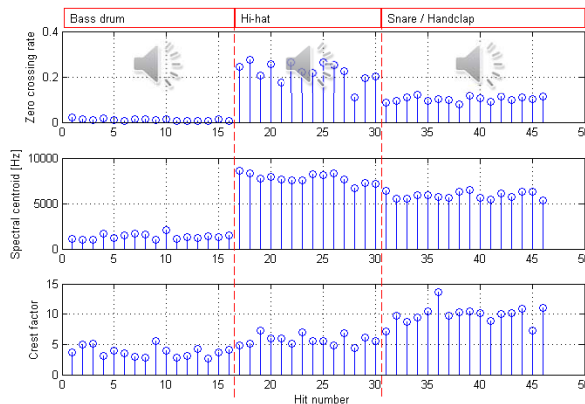 Bass drum Hi-hat Snare / Handclap
Zero crossing rate
0.4
0.2
0
0 5 10 15 20 25 30 35 40 45 50
Spectral centroid [Hz]
10000
5000
0
0 5 10 15 20 25 30 35 40 45 50
Crest factor
15
10
5
0
0 5 10 15 20 25 30 35 40 45 50
Hit number